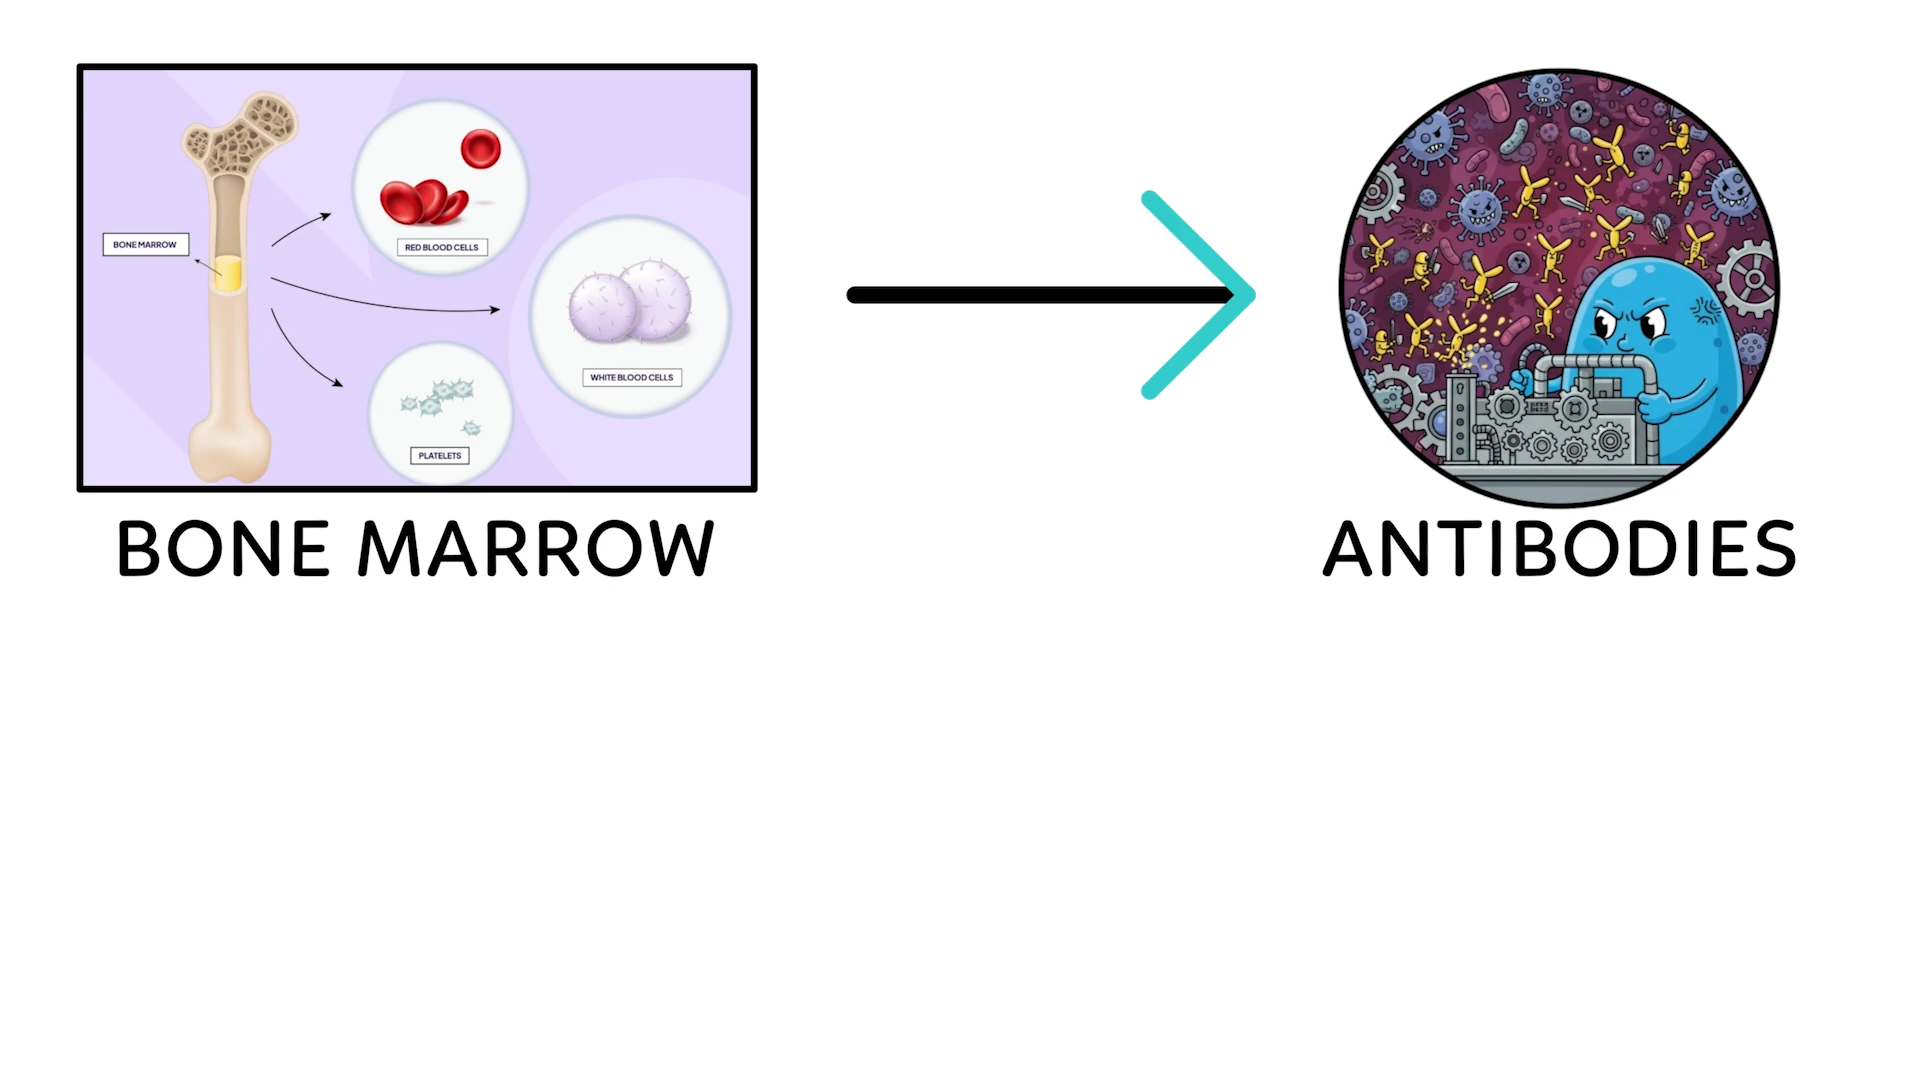 BONE MARROW
RED BLOOD CELLS
WHITE BLOOD CELLS
PLATELETS
BONE MARROW
ANTIBODIES